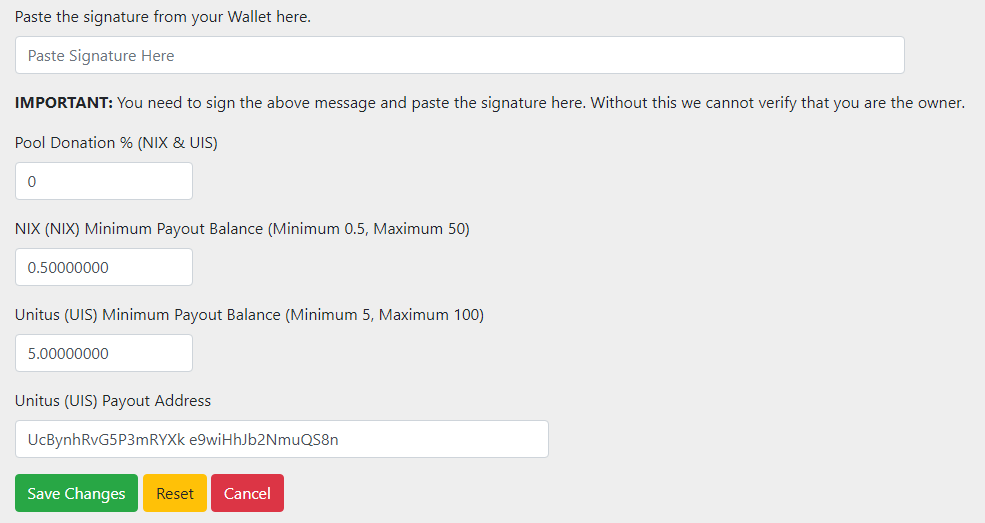 Paste the signature from your Wallet here.
Paste Signature Here
IMPORTANT: You need to sign the above message and paste the signature here. Without this we cannot verify that you are the owner.
Pool Donation % (NIX & UIS)
0
NIX (NIX) Minimum Payout Balance (Minimum 0.5, Maximum 50)
0.50000000
Unitus (UIS) Minimum Payout Balance (Minimum 5, Maximum 100)
5.00000000
Unitus (UIS) Payout Address
UcBynhRvG5P3mRYXk e9wiHhJb2NmuQS8n
Save Changes Reset Cancel